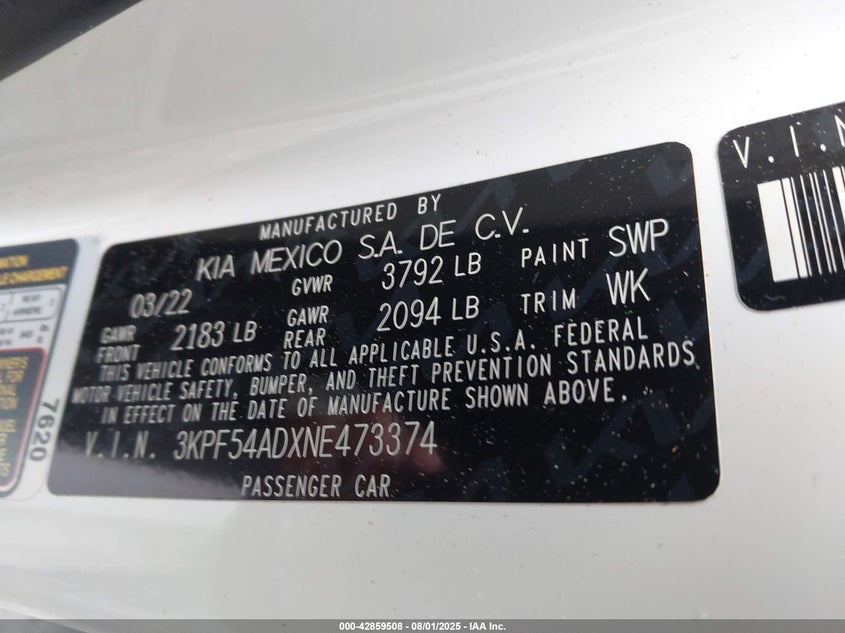 MANUFACTURED BY
KIA MEXICO S.A. DE C.V.
03/22 GVWR 3792 LB PAINT SWP
GAWR FRONT 2183 LB GAWR REAR 2094 LB TRIM WK
THIS VEHICLE CONFORMS TO ALL APPLICABLE U.S.A. FEDERAL
MOTOR VEHICLE SAFETY, BUMPER, AND THEFT PREVENTION STANDARDS
IN EFFECT ON THE DATE OF MANUFACTURE SHOWN ABOVE.
V.I.N. 3KPF54ADXNE473374
PASSENGER CAR
V.I.N
7620
000-42859508 - 08/01/2025 - IAA Inc.